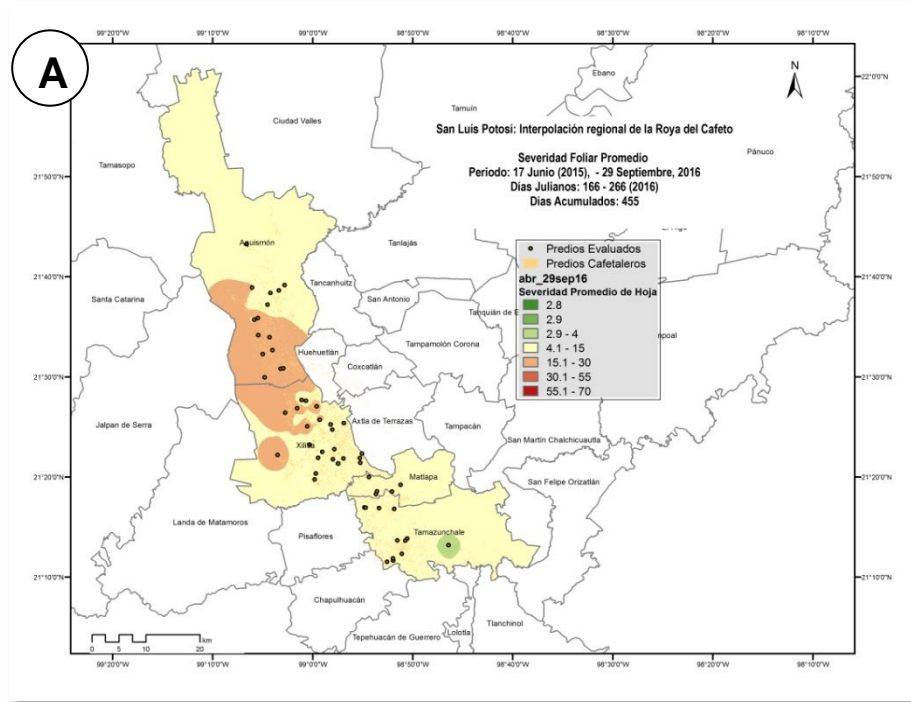 A
99°20'0"W 99°10'0"W 99°0'0"W 98°50'0"W 98°40'0"W 98°30'0"W 98°20'0"W 98°10'0"W
N
22°0'0"N
Ebano
Tamuín
Ciudad Valles
San Luis Potosí: Interpolación regional de la Roya del Cafeto
Pánuco
Tamasopo
Severidad Foliar Promedio
Periodo: 17 Junio (2015), - 29 Septiembre, 2016
Días Julianos: 166 - 266 (2016)
Días Acumulados: 455
21°50'0"N 21°50'0"N
Aquismón
Tanlajás
Predios Evaluados
Predios Cafetaleros
abr_29sep16
Severidad Promedio de Hoja
2.8
2.9
2.9 - 4
4.1 - 15
15.1 - 30
30.1 - 55
55.1 - 70
21°40'0"N 21°40'0"N
Tancanhuitz
San Antonio
Santa Catarina
Tanquián de E
npoal
Tampamolón Corona
Huehuetlán
Coxcatlán
21°30'0"N 21°30'0"N
Jalpan de Serra
Axtla de Terrazas
Tampacán
San Martín Chalchicuautla
Xilitla
21°20'0"N 21°20'0"N
Matlapa
San Felipe Orizatlán
Landa de Matamoros
Pisaflores
Tamazunchale
21°10'0"N 21°10'0"N
Chapulhuacán
Tlanchinol
Tepehuacán de Guerrero
Lolotla
km
0 5 10 20
99°20'0"W 99°10'0"W 99°0'0"W 98°50'0"W 98°40'0"W 98°30'0"W 98°20'0"W 98°10'0"W